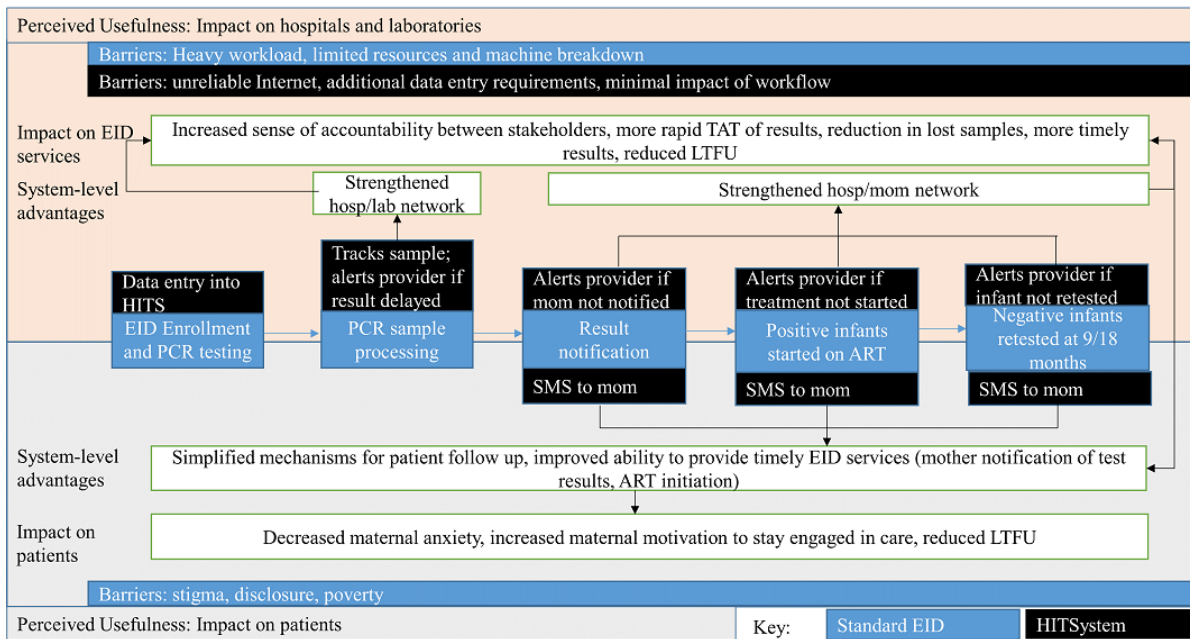 Perceived Usefulness: Impact on hospitals and laboratories
Barriers: Heavy workload, limited resources and machine breakdown
Barriers: unreliable Internet, additional data entry requirements, minimal impact of workflow
Impact on EID
services
Increased sense of accountability between stakeholders, more rapid TAT of results, reduction in lost samples, more timely
results, reduced LTFU
System-level
advantages
Strengthened
hosp/lab network
Strengthened hosp/mom network
Data entry into
HITS
EID Enrollment
and PCR testing
Tracks sample;
alerts provider if
result delayed
PCR sample
processing
Alerts provider if
mom not notified
Result
notification
SMS to mom
Alerts provider if
treatment not started
Positive infants
started on ART
SMS to mom
Alerts provider if
infant not retested
Negative infants
retested at 9/18
months
SMS to mom
System-level
advantages
Simplified mechanisms for patient follow up, improved ability to provide timely EID services (mother notification of test
results, ART initiation)
Impact on
patients
Decreased maternal anxiety, increased maternal motivation to stay engaged in care, reduced LTFU
Barriers: stigma, disclosure, poverty
Perceived Usefulness: Impact on patients
Key:
Standard EID
HITSystem